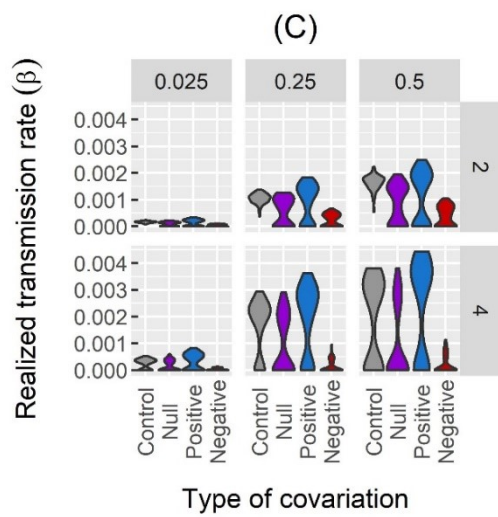 (C)
0.025 0.25 0.5
Realized transmission rate (β)
0.004
0.003
0.002
0.001
0.000
2
0.004
0.003
0.002
0.001
0.000
4
Control Null Positive Negative Control Null Positive Negative Control Null Positive Negative
Type of covariation